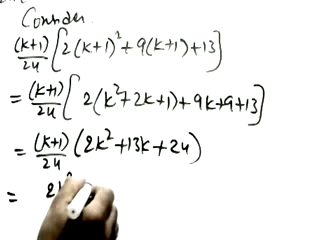 Consider
(k+1)/24 [2(k+1)²+9(k+1)+13]
= (k+1)/24 [2(k²+2k+1)+9k+9+13]
= (k+1)/24 (2k²+13k+24)
= 2k